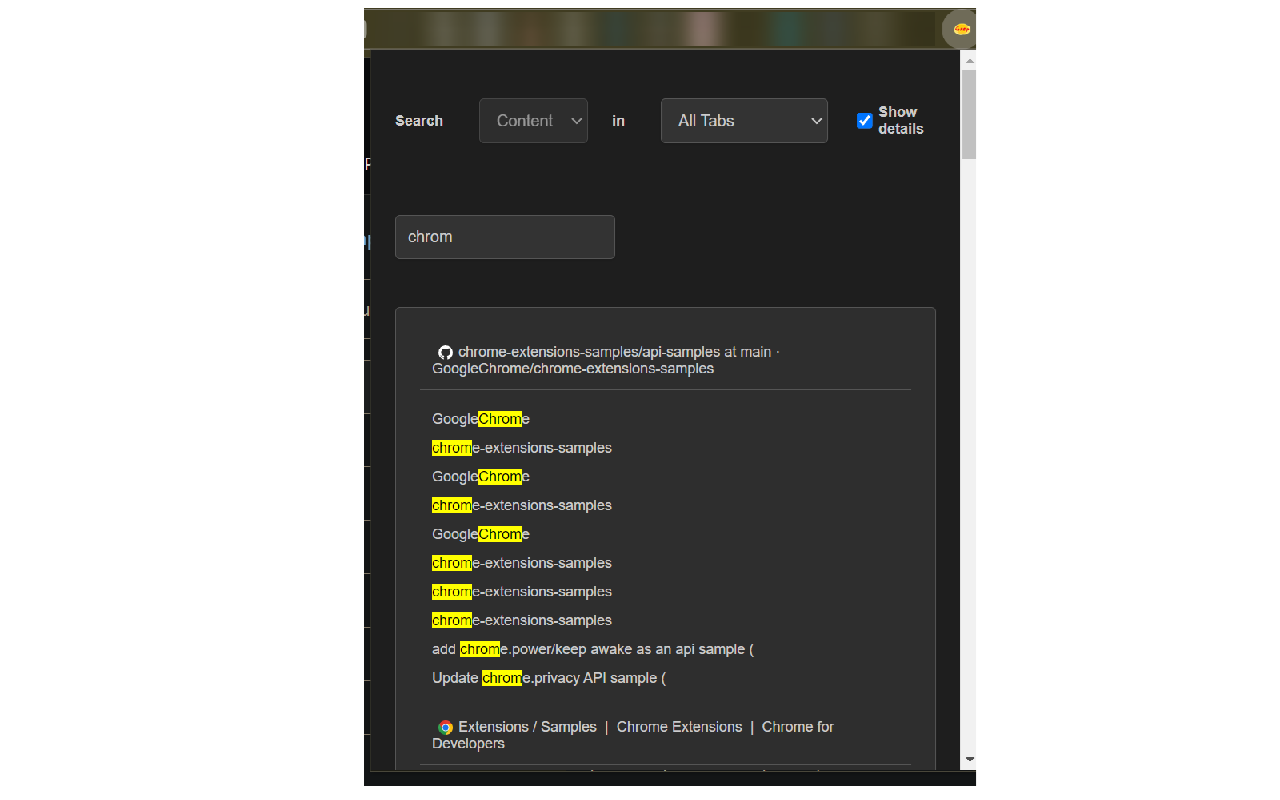 Search Content in All Tabs Show details
chrom
chrome-extensions-samples/api-samples at main ·
GoogleChrome/chrome-extensions-samples
GoogleChrome
chrome-extensions-samples
GoogleChrome
chrome-extensions-samples
GoogleChrome
chrome-extensions-samples
chrome-extensions-samples
chrome-extensions-samples
add chrome.power/keep awake as an api sample (
Update chrome.privacy API sample (
Extensions / Samples | Chrome Extensions | Chrome for
Developers